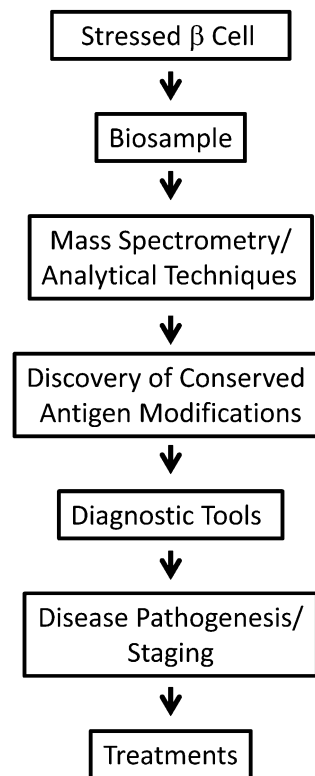 Stressed β Cell
Biosample
Mass Spectrometry/
Analytical Techniques
Discovery of Conserved
Antigen Modifications
Diagnostic Tools
Disease Pathogenesis/
Staging
Treatments